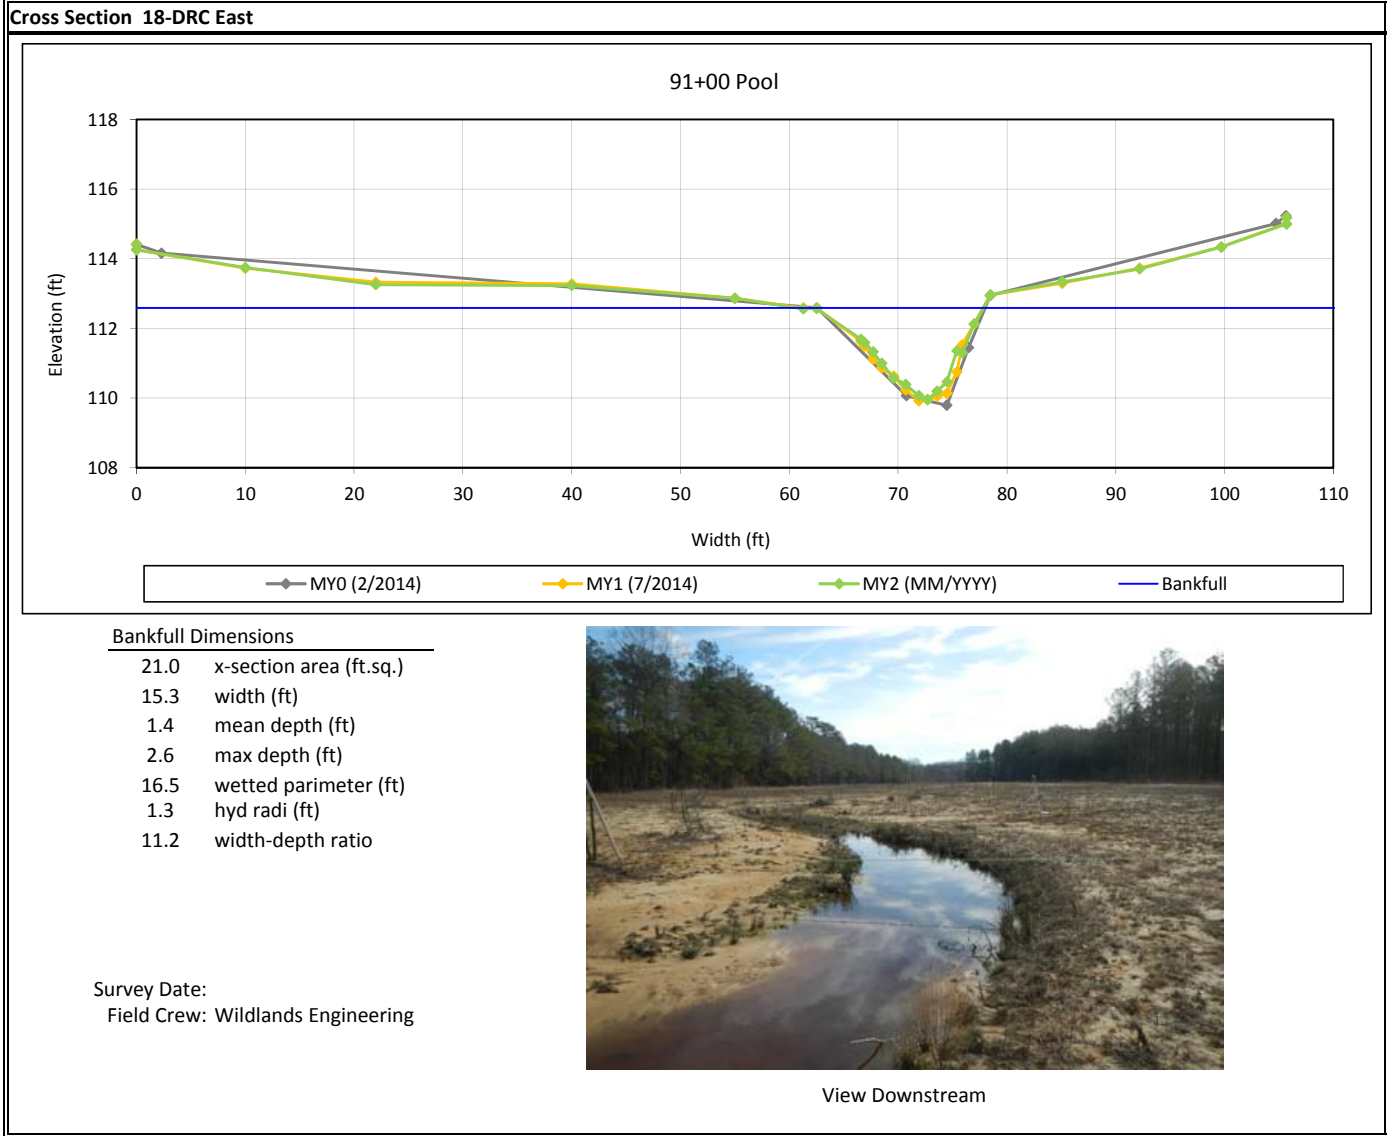 Cross Section  18-DRC East
91+00 Pool
Elevation (ft)
118
116
114
112
110
108
0 10 20 30 40 50 60 70 80 90 100 110
Width (ft)
MY0 (2/2014) MY1 (7/2014) MY2 (MM/YYYY) Bankfull
Bankfull Dimensions
21.0 x-section area (ft.sq.)
15.3 width (ft)
1.4 mean depth (ft)
2.6 max depth (ft)
16.5 wetted parimeter (ft)
1.3 hyd radi (ft)
11.2 width-depth ratio
Survey Date:
Field Crew: Wildlands Engineering
View Downstream